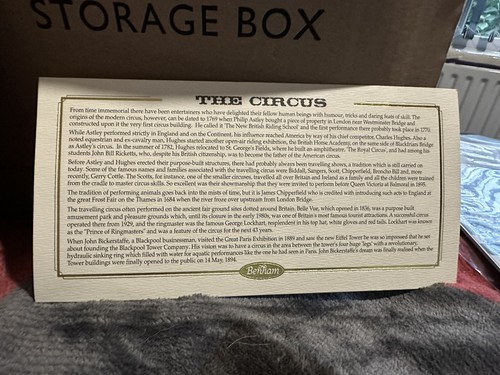 STORAGE BOX
THE CIRCUS
From time immemorial there have been entertainers who have delighted their fellow human beings with humour, tricks and daring feats of skill. The
origins of the modern circus, however, can be dated to 1769 when Philip Astley bought a piece of property in London near Westminster Bridge and
constructed upon it the very first circus building. He called it 'The New British Riding School' and the first performance there probably took place in 1770.
While Astley performed strictly in England and on the Continent, his influence reached America by way of his chief competitor, Charles Hughes. Also a
noted equestrian and ex-cavalry man, Hughes started another open-air riding exhibition, the British Horse Academy, on the same side of Blackfriars Bridge
as Astley's circus. In the summer of 1782, Hughes relocated to St. George's Fields, where he built an amphitheatre, 'The Royal Circus', and had among his
students John Bill Ricketts, who, despite his British citizenship, was to become the father of the American circus.
Before Astley and Hughes erected their purpose-built structures, there had probably always been travelling shows, a tradition which is still carried on
today. Some of the famous names and families associated with the travelling circus were Biddall, Sangers, Scott, Chipperfield, Broncho Bill and, more
recently, Gerry Cottle. The Scotts, for instance, one of the smaller circuses, travelled all over Britain and Ireland as a family and all the children were trained
from the cradle to master circus skills. So excellent was their showmanship that they were invited to perform before Queen Victoria at Balmoral in 1895.
The tradition of performing animals goes back into the mists of time, but it is James Chipperfield who is credited with introducing such acts to England at
the great Frost Fair on the Thames in 1684 when the river froze over upstream from London Bridge.
The travelling circus often performed on the ancient fair ground sites dotted around Britain, Belle Vue, which opened in 1836, was a purpose built
amusement park and pleasure grounds which, until its closure in the early 1980s, was one of Britain's most famous tourist attractions. A successful circus
operated there from 1929, and the ringmaster was the famous George Lockhart, resplendent in his top hat, white gloves and red tails. Lockhart was known
as the "Prince of Ringmasters" and was a feature of the circus for the next 43 years.
When John Bickerstaffe, a Blackpool businessman, visited the Great Paris Exhibition in 1889 and saw the new Eiffel Tower he was so impressed that he set
about founding the Blackpool Tower Company. His vision was to have a circus in the area between the tower's four huge 'legs' with a revolutionary,
hydraulic sinking ring which filled with water for aquatic performances like the one he had seen in Paris. John Bickerstaffe's dream was finally realised when the
Tower buildings were finally opened to the public on 14 May, 1894.
Benham